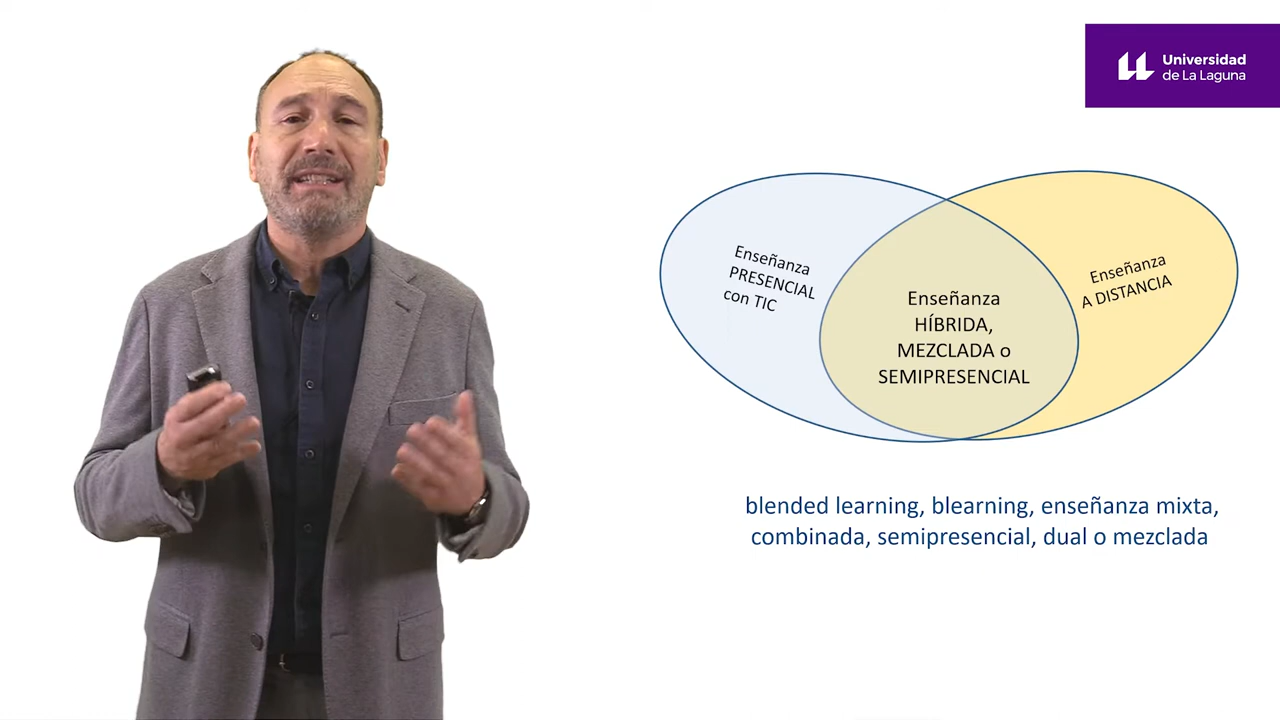 Universidad
de La Laguna
Enseñanza
PRESENCIAL
con TIC
Enseñanza
HÍBRIDA,
MEZCLADA o
SEMIPRESENCIAL
Enseñanza
A DISTANCIA
blended learning, blearning, enseñanza mixta,
combinada, semipresencial, dual o mezclada